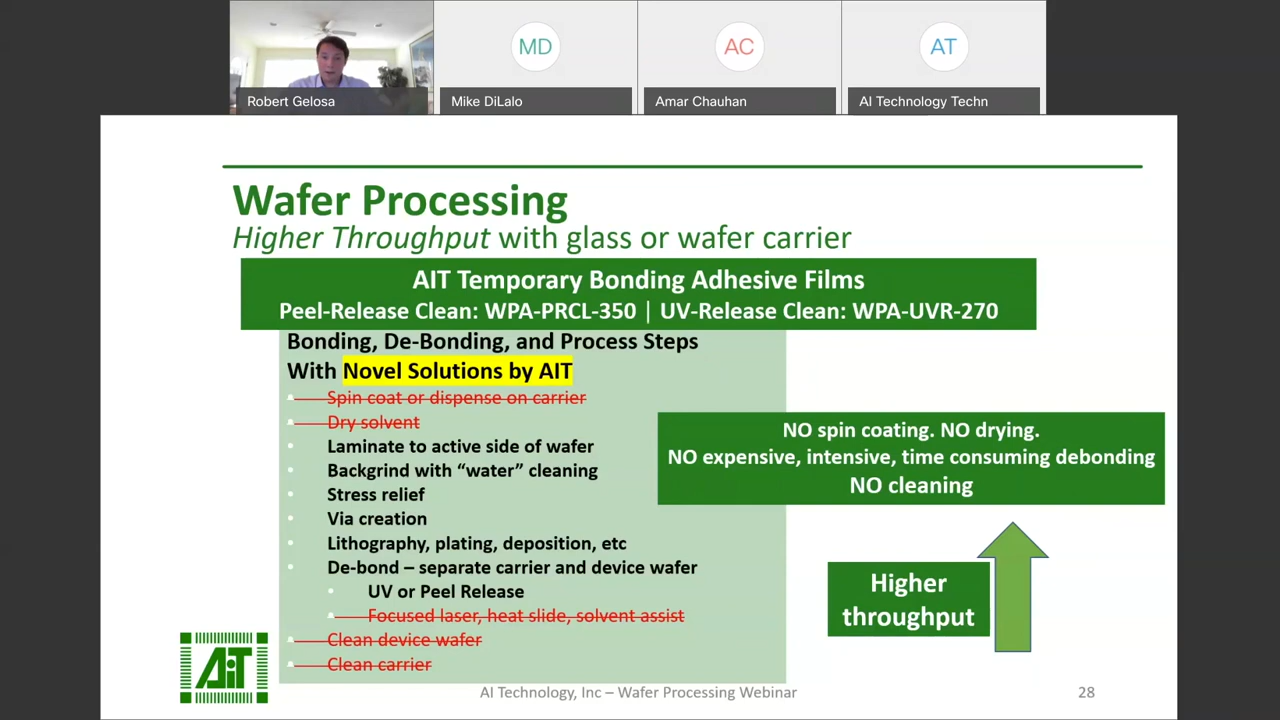 MD
AC
AT
Robert Gelosa
Mike DiLalo
Amar Chauhan
AI Technology Techn
Wafer Processing
Higher Throughput with glass or wafer carrier
AIT Temporary Bonding Adhesive Films
Peel-Release Clean: WPA-PRCL-350 | UV-Release Clean: WPA-UVR-270
Bonding, De-Bonding, and Process Steps
With Novel Solutions by AIT
Spin coat or dispense on carrier
Dry solvent
Laminate to active side of wafer
Backgrind with “water” cleaning
Stress relief
Via creation
Lithography, plating, deposition, etc
De-bond – separate carrier and device wafer
UV or Peel Release
Focused laser, heat slide, solvent assist
Clean device wafer
Clean carrier
NO spin coating. NO drying.
NO expensive, intensive, time consuming debonding
NO cleaning
Higher
throughput
AiT
AI Technology, Inc – Wafer Processing Webinar
28